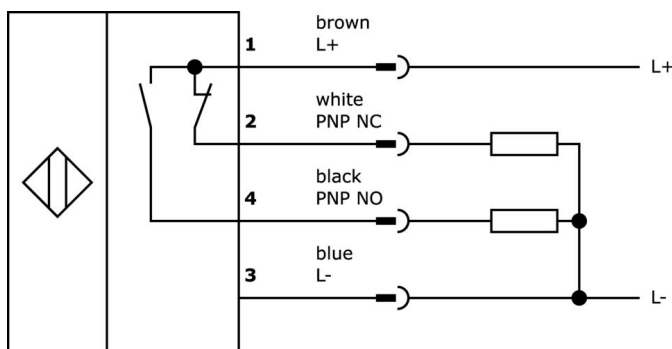 brown
1 L+
L+
white
2 PNP NC
black
4 PNP NO
blue
3 L-
L-